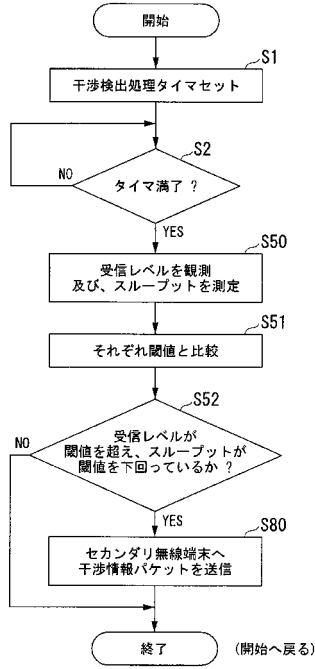 開始
S1
干渉検出処理タイマセット
S2
NO
タイマ満了 ?
YES
S50
受信レベルを観測
及び、スループットを測定
S51
それぞれ閾値と比較
S52
NO
受信レベルが
閾値を超え、スループットが
閾値を下回っているか ?
YES
S80
セカンダリ無線端末へ
干渉情報パケットを送信
終了
(開始へ戻る)